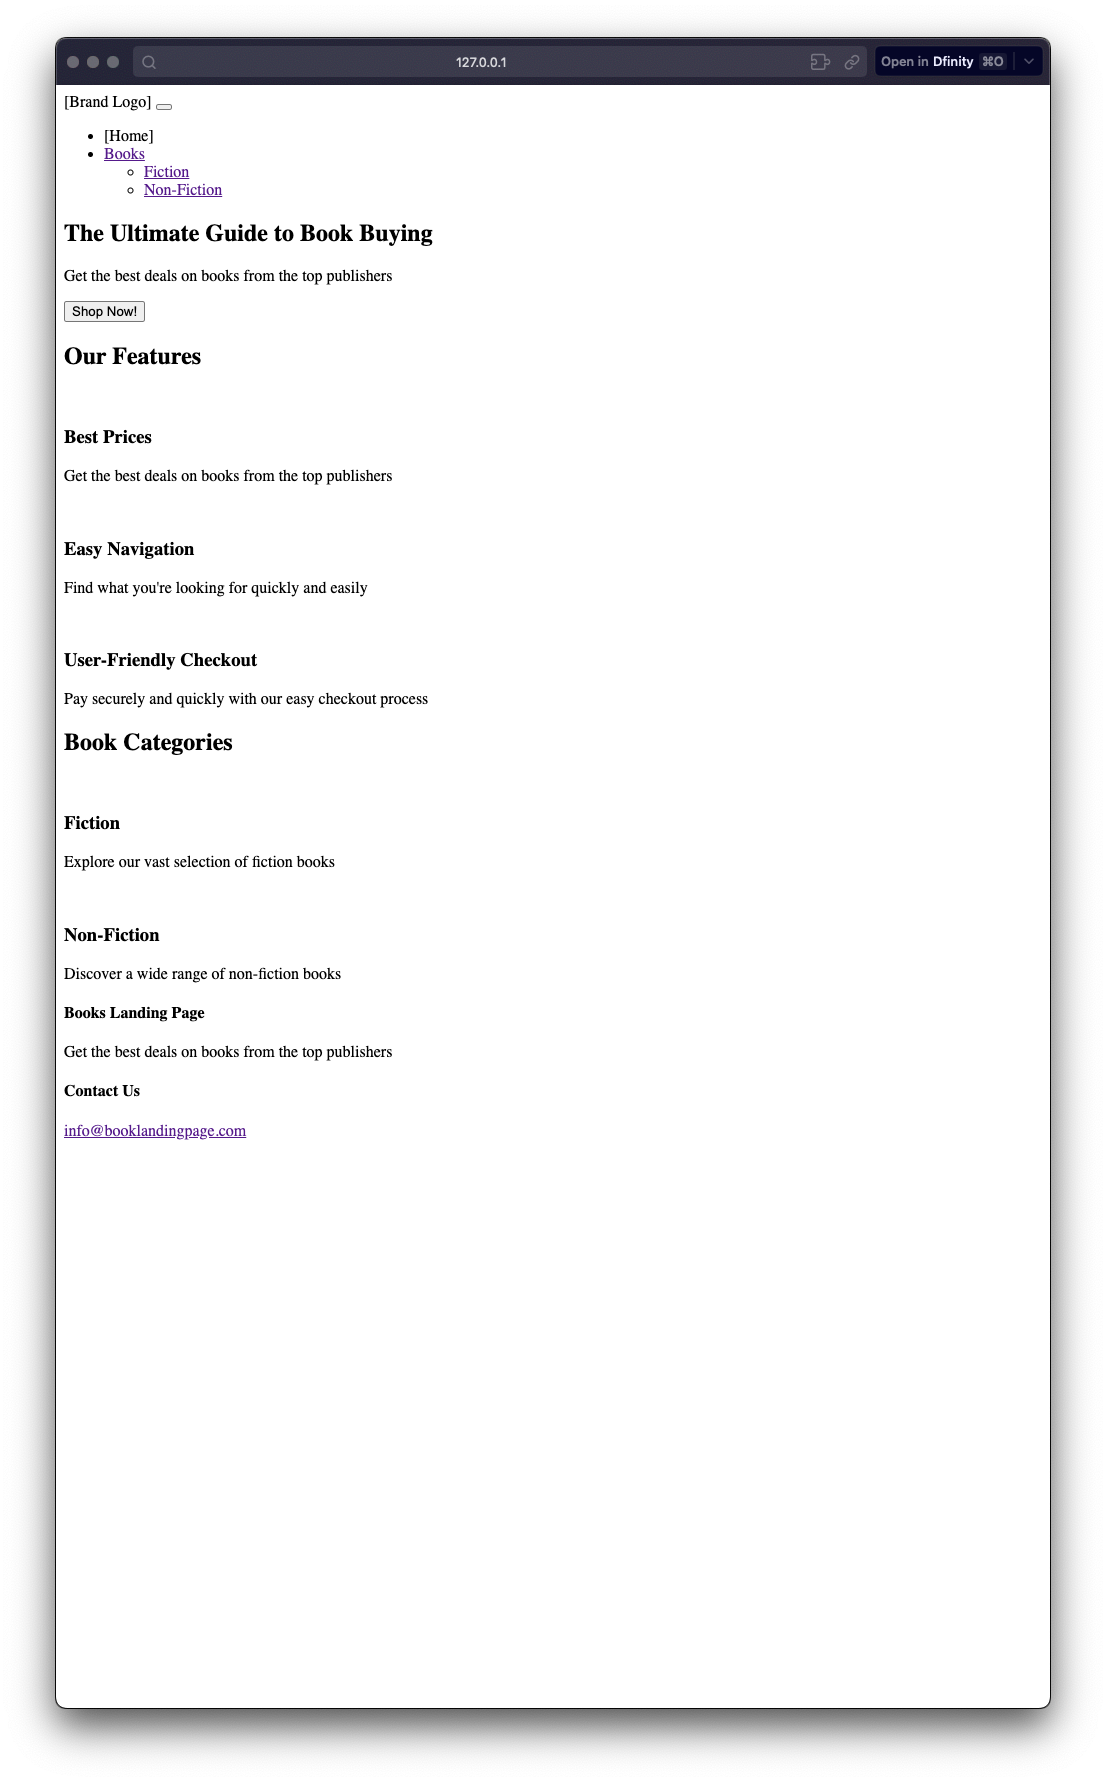 127.0.0.1
Open in Dfinity ⌘O
[Brand Logo]
[Home]
Books
Fiction
Non-Fiction
The Ultimate Guide to Book Buying
Get the best deals on books from the top publishers
Shop Now!
Our Features
Best Prices
Get the best deals on books from the top publishers
Easy Navigation
Find what you're looking for quickly and easily
User-Friendly Checkout
Pay securely and quickly with our easy checkout process
Book Categories
Fiction
Explore our vast selection of fiction books
Non-Fiction
Discover a wide range of non-fiction books
Books Landing Page
Get the best deals on books from the top publishers
Contact Us
info@booklandingpage.com